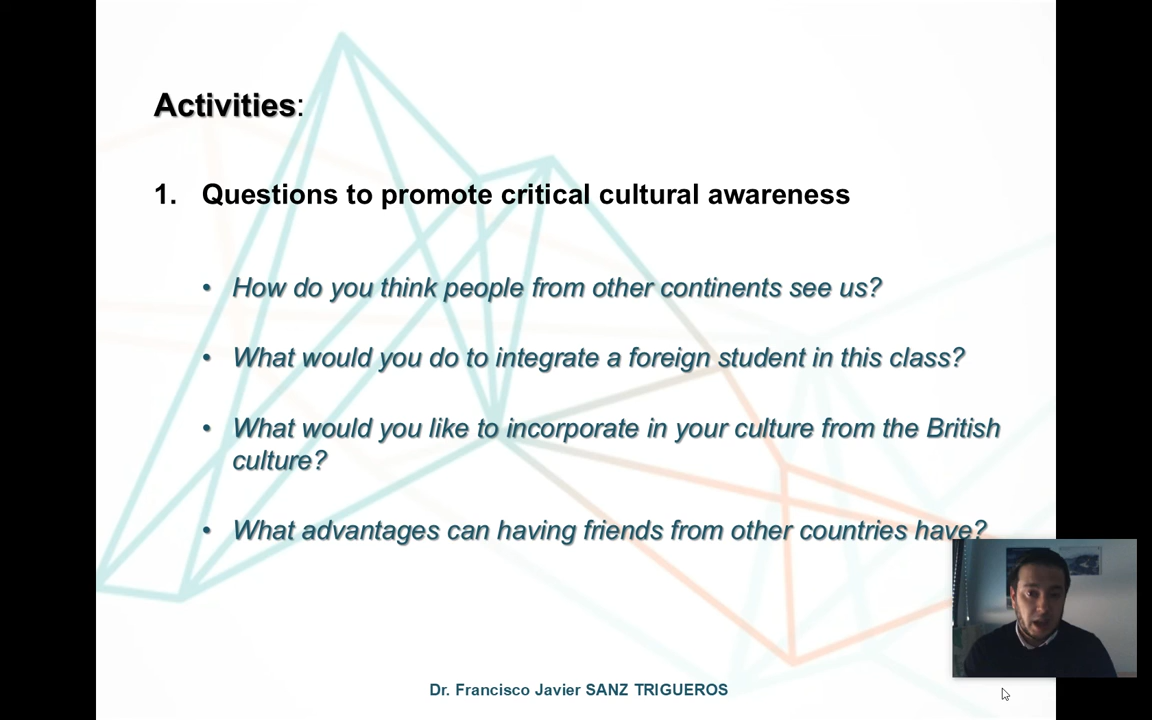 Activities:
1. Questions to promote critical cultural awareness
• How do you think people from other continents see us?
• What would you do to integrate a foreign student in this class?
• What would you like to incorporate in your culture from the British
culture?
• What advantages can having friends from other countries have?
Dr. Francisco Javier SANZ TRIGUEROS